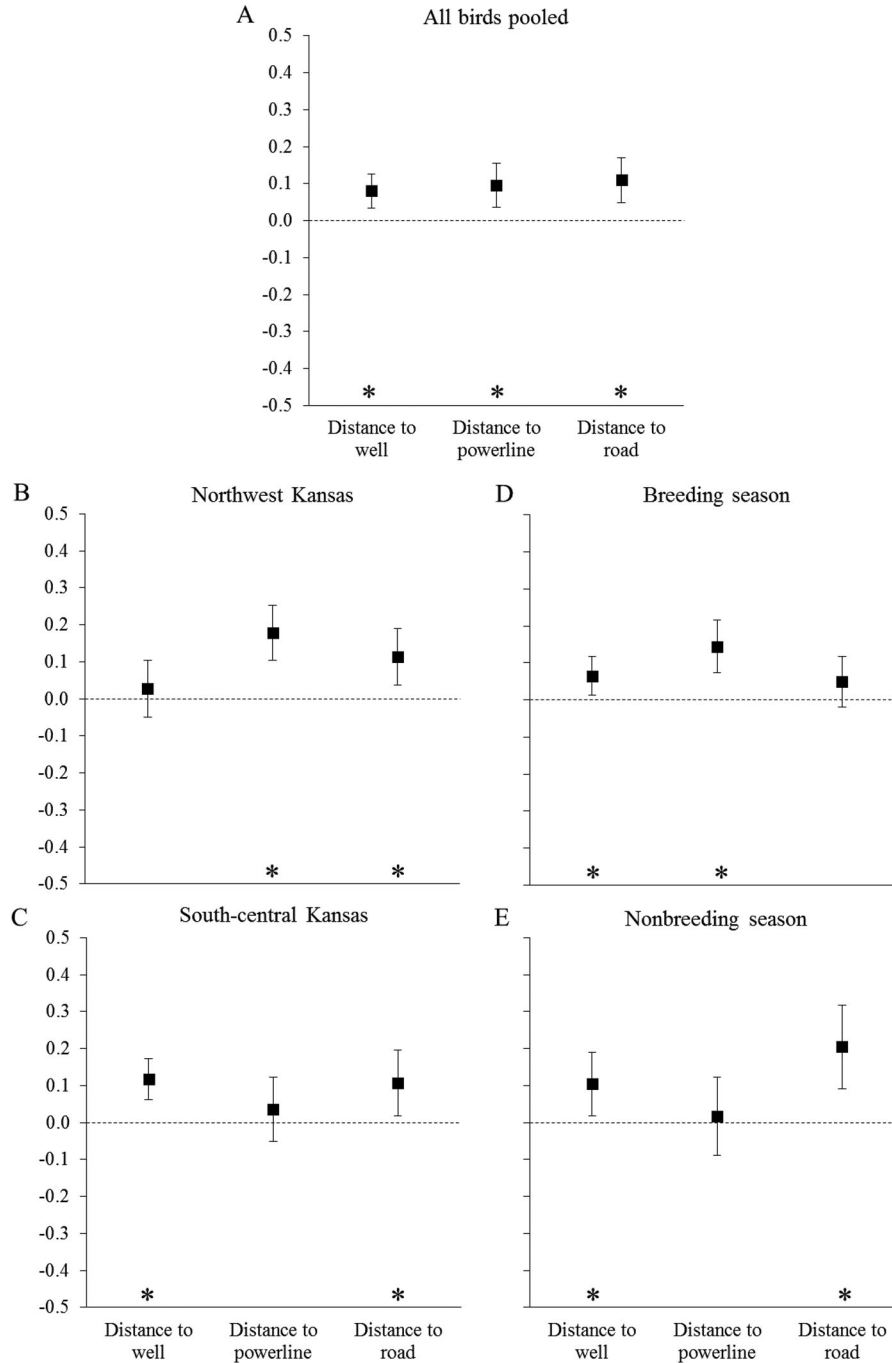 A
All birds pooled
0.5
0.4
0.3
0.2
0.1
0.0
-0.1
-0.2
-0.3
-0.4
-0.5
* * *
Distance to well
Distance to powerline
Distance to road
B
Northwest Kansas
0.5
0.4
0.3
0.2
0.1
0.0
-0.1
-0.2
-0.3
-0.4
-0.5
* *
D
Breeding season
* *
C
South-central Kansas
0.5
0.4
0.3
0.2
0.1
0.0
-0.1
-0.2
-0.3
-0.4
-0.5
* *
Distance to well
Distance to powerline
Distance to road
E
Nonbreeding season
* *
Distance to well
Distance to powerline
Distance to road